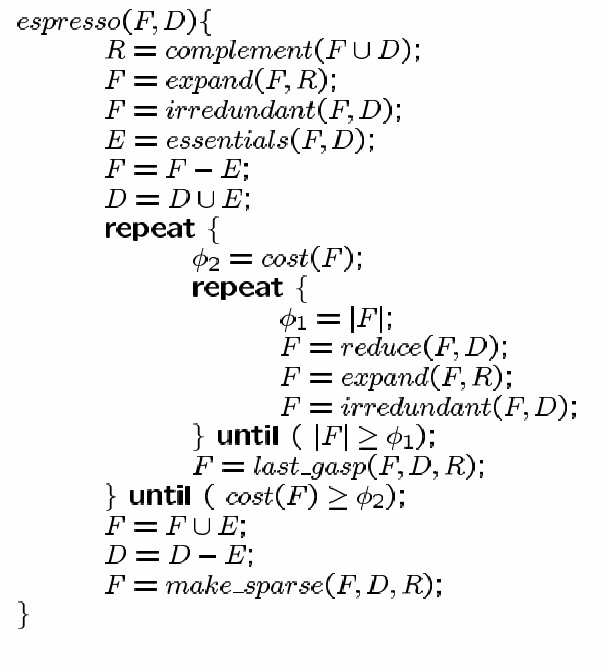 espresso(F, D){
R = complement(F ∪ D);
F = expand(F, R);
F = irredundant(F, D);
E = essentials(F, D);
F = F − E;
D = D ∪ E;
repeat {
ϕ₂ = cost(F);
repeat {
ϕ₁ = |F|;
F = reduce(F, D);
F = expand(F, R);
F = irredundant(F, D);
} until ( |F| ≥ ϕ₁);
F = last_gasp(F, D, R);
} until ( cost(F) ≥ ϕ₂);
F = F ∪ E;
D = D − E;
F = make_sparse(F, D, R);
}